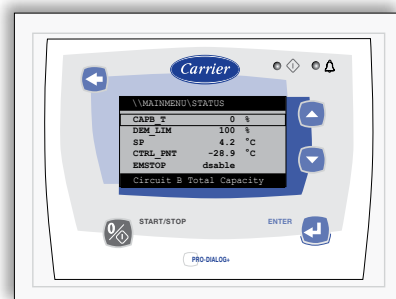 Carrier
\\MAINMENU\STATUS
CAPB_T 0 %
DEM_LIM 100 %
SP 4.2 °C
CTRL_PNT -28.9 °C
EMSTOP dsable
Circuit B Total Capacity
START/STOP
ENTER
PRO-DIALOG+